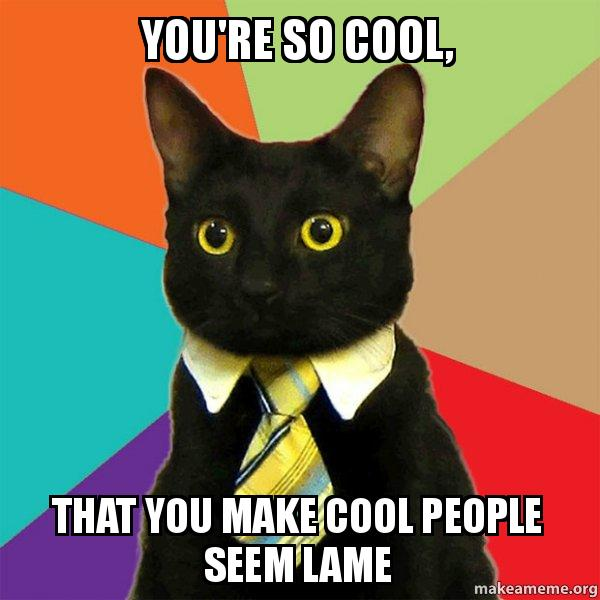 YOU'RE SO COOL,
THAT YOU MAKE COOL PEOPLE
SEEM LAME
makeameme.org